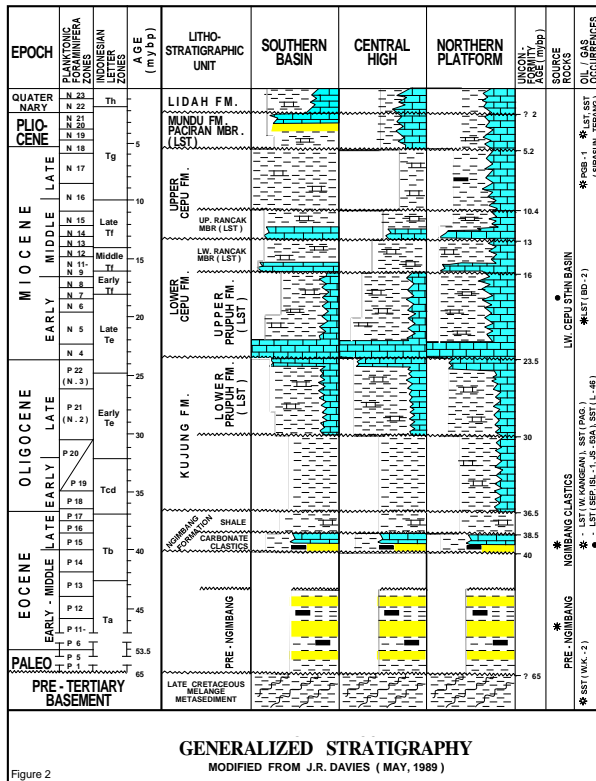 EPOCH
PLANKTONIC
FORAMINIFERA
ZONES
INDONESIAN
LETTER
ZONES
AGE
(mybp)
LITHO-
STRATIGRAPHIC
UNIT
SOUTHERN
BASIN
CENTRAL
HIGH
NORTHERN
PLATFORM
UNCON-
FORMITY
AGE (mybp)
SOURCE
ROCKS
OIL / GAS
OCCURRENCES
QUATER
NARY
PLIO-
CENE
MIOCENE
LATE
MIDDLE
EARLY
OLIGOCENE
LATE
EARLY
EOCENE
LATE
EARLY - MIDDLE
PALEO
PRE - TERTIARY
BASEMENT
N 23
N 22
N 21
N 20
N 19
N 18
N 17
N 16
N 15
N 14
N 13
N 12
N 11-
N 9
N 8
N 7
N 6
N 5
N 4
P 22
(N . 3)
P 21
(N . 2)
P 20
P 19
P 18
P 17
P 16
P 15
P 14
P 13
P 12
P 11-
P 6
P 5
P 1
Th
Tg
Late
Tf
Middle
Tf
Early
Tf
Late
Te
Early
Te
Tcd
Tb
Ta
5
10
15
20
25
30
35
40
45
53.5
65
LIDAH FM.
MUNDU FM.
PACIRAN MBR.
( LST)
UPPER
CEPU FM.
UP. RANCAK
MBR (LST)
LW. RANCAK
MBR (LST)
LOWER
CEPU FM.
UPPER
PRUPUH FM.
(LST)
KUJUNG FM.
LOWER
PRUPUH FM.
(LST)
NGIMBANG
FORMATION
SHALE
CARBONATE
CLASTICS
PRE - NGIMBANG
LATE CRETACEOUS
MELANGE
METASEDIMENT
? 2
5.2
10.4
13
16
23.5
30
36.5
38.5
40
? 65
LW. CEPU STHN BASIN
NGIMBANG CLASTICS
PRE - NGIMBANG
PGB - 1
LST, SST
LST ( BD - 2 )
- LST ( W. KANGEAN ), SST ( PAG. )
- LST ( SEP, ISL - 1, JS - 53A ), SST ( L - 46)
SST ( W.K. - 2 )
GENERALIZED STRATIGRAPHY
MODIFIED FROM J.R. DAVIES ( MAY, 1989 )
Figure 2